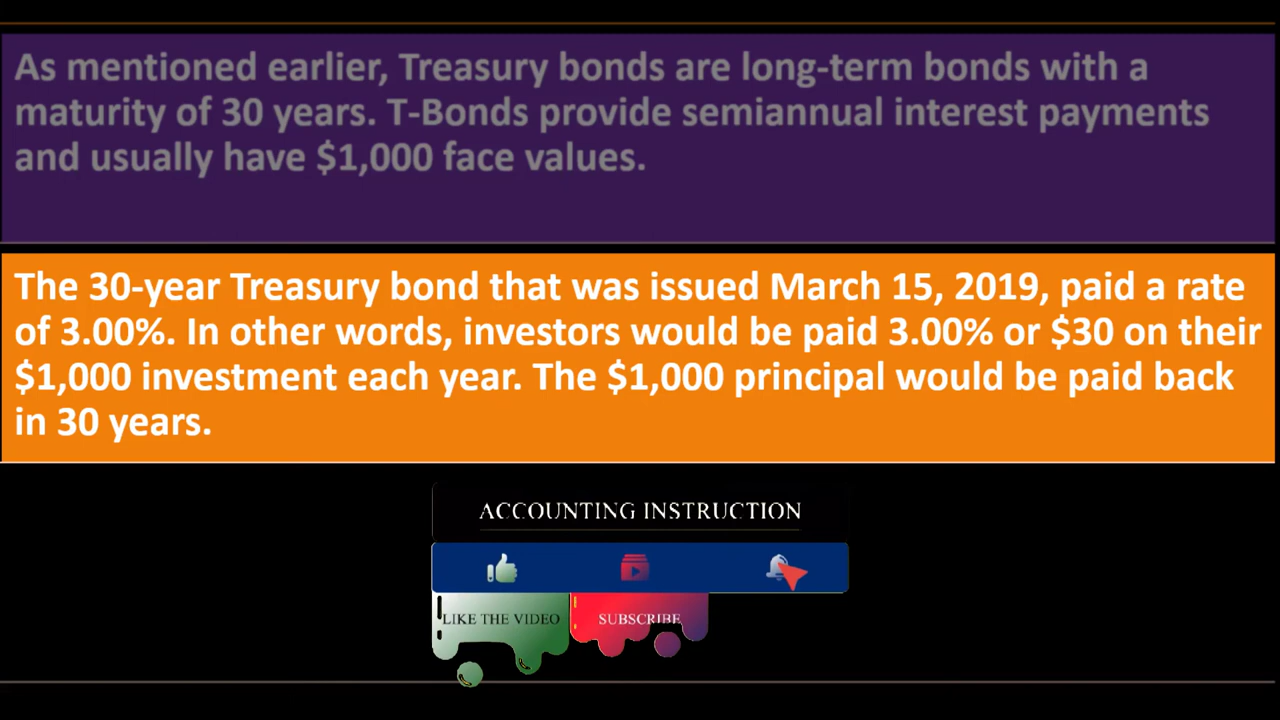 As mentioned earlier, Treasury bonds are long-term bonds with a
maturity of 30 years. T-Bonds provide semiannual interest payments
and usually have $1,000 face values.
The 30-year Treasury bond that was issued March 15, 2019, paid a rate
of 3.00%. In other words, investors would be paid 3.00% or $30 on their
$1,000 investment each year. The $1,000 principal would be paid back
in 30 years.
ACCOUNTING INSTRUCTION
LIKE THE VIDEO
SUBSCRIBE